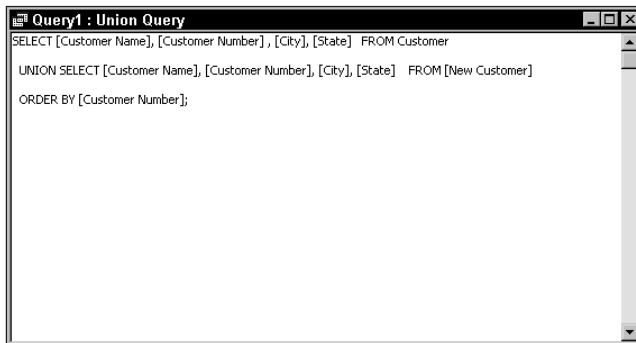 Query1 : Union Query
SELECT [Customer Name], [Customer Number] , [City], [State]   FROM Customer
UNION SELECT [Customer Name], [Customer Number], [City], [State]    FROM [New Customer]
ORDER BY [Customer Number];